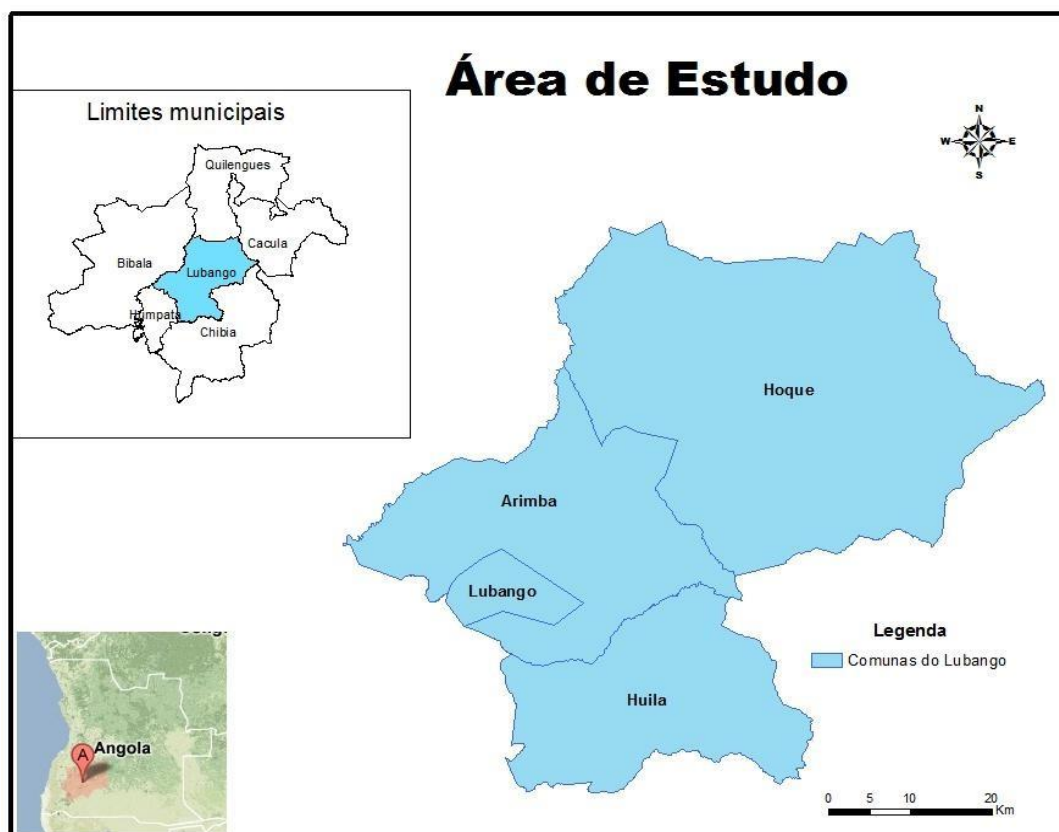 Área de Estudo
Limites municipais
Quilengues
Cacula
Bibala
Lubango
Humpata
Chibia
N
W E
S
Hoque
Arimba
Lubango
Huila
Legenda
Comunas do Lubango
A
Angola
0 5 10 20
Km